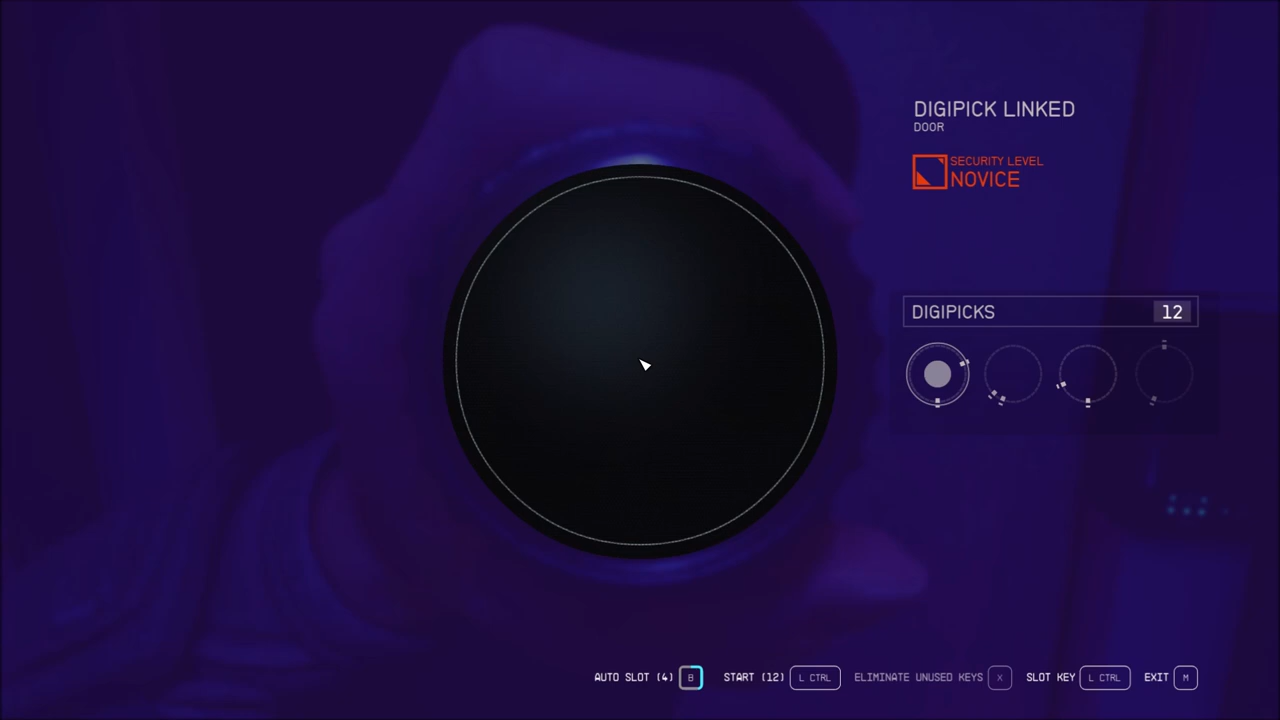 DIGIPICK LINKED
DOOR
SECURITY LEVEL
NOVICE
DIGIPICKS 12
AUTO SLOT (4) B START (12) L CTRL ELIMINATE UNUSED KEYS X SLOT KEY L CTRL EXIT M